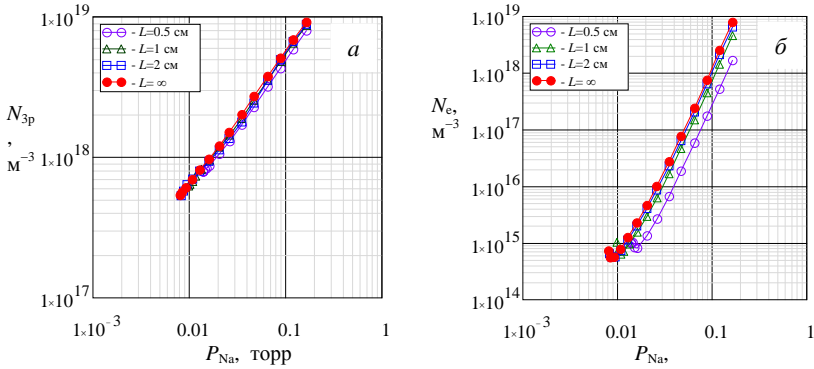 1×10¹⁹
- L=0.5 см
- L=1 см
- L=2 см
- L= ∞
а
N3p
,
м⁻³
1×10¹⁸
1×10¹⁷
1×10⁻³
0.01
0.1
1
PNa, торр
1×10¹⁹
- L=0.5 см
- L=1 см
- L=2 см
- L= ∞
б
1×10¹⁸
Ne,
м⁻³
1×10¹⁷
1×10¹⁶
1×10¹⁵
1×10¹⁴
1×10⁻³
0.01
0.1
1
PNa,